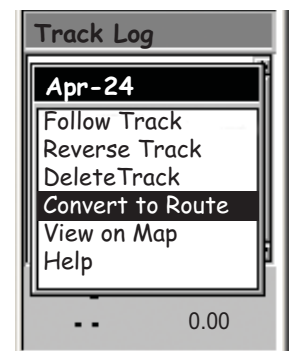 Track Log
Apr-24
Follow Track
Reverse Track
DeleteTrack
Convert to Route
View on Map
Help
- - 0.00